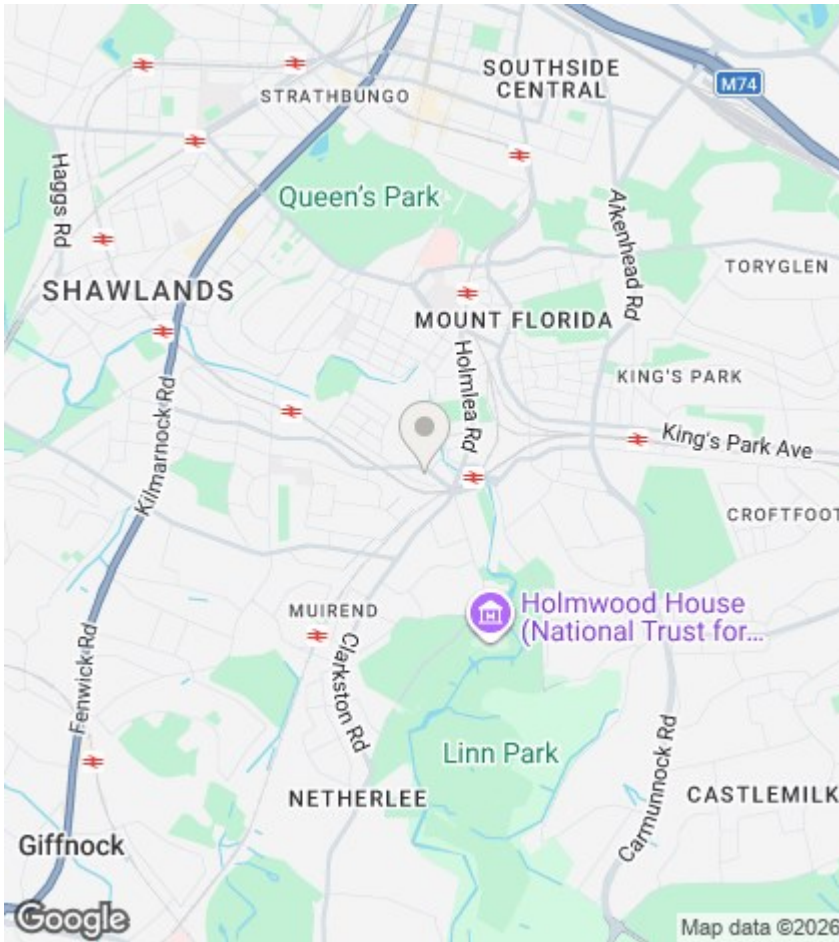 SOUTHSIDE
CENTRAL
M74
STRATHBUNGO
Haggs Rd
Queen's Park
Aikenhead Rd
TORYGLEN
SHAWLANDS
MOUNT FLORIDA
Holmlea Rd
KING'S PARK
King's Park Ave
Kilmarnock Rd
CROFTFOOT
Holmwood House
(National Trust for...
MUIREND
Clarkston Rd
Fenwick Rd
Linn Park
Carmunnock Rd
NETHERLEE
CASTLEMILK
Giffnock
Google
Map data ©2026